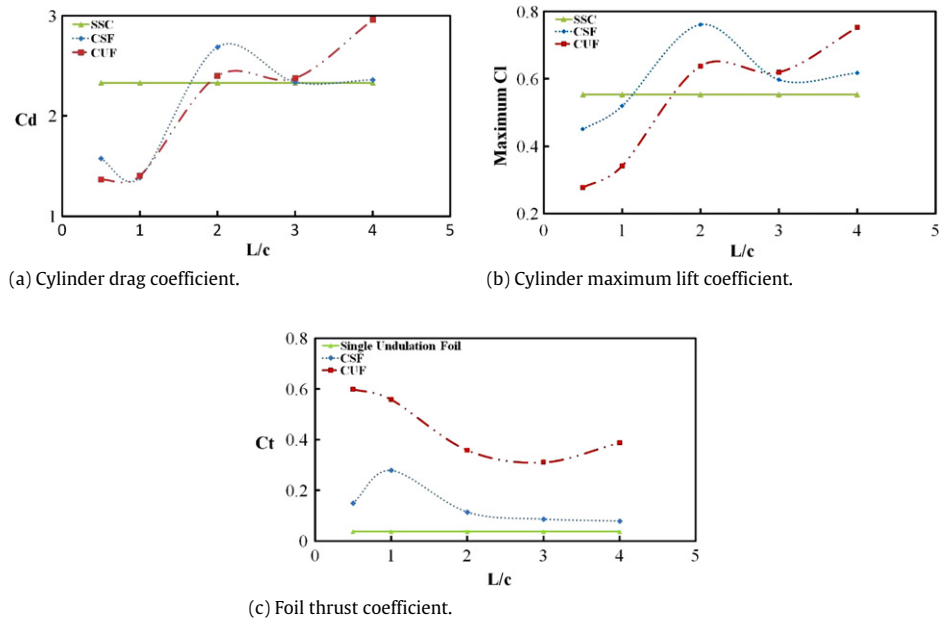 3
SSC
CSF
CUF
Cd
2
1
0
1
2
3
4
5
L/c
(a) Cylinder drag coefficient.
0.8
SSC
CSF
CUF
0.6
Maximum Cl
0.4
0.2
0
1
2
3
4
5
L/c
(b) Cylinder maximum lift coefficient.
0.8
Single Undulation Foil
CSF
CUF
0.6
Ct
0.4
0.2
0
0
1
2
3
4
5
L/c
(c) Foil thrust coefficient.